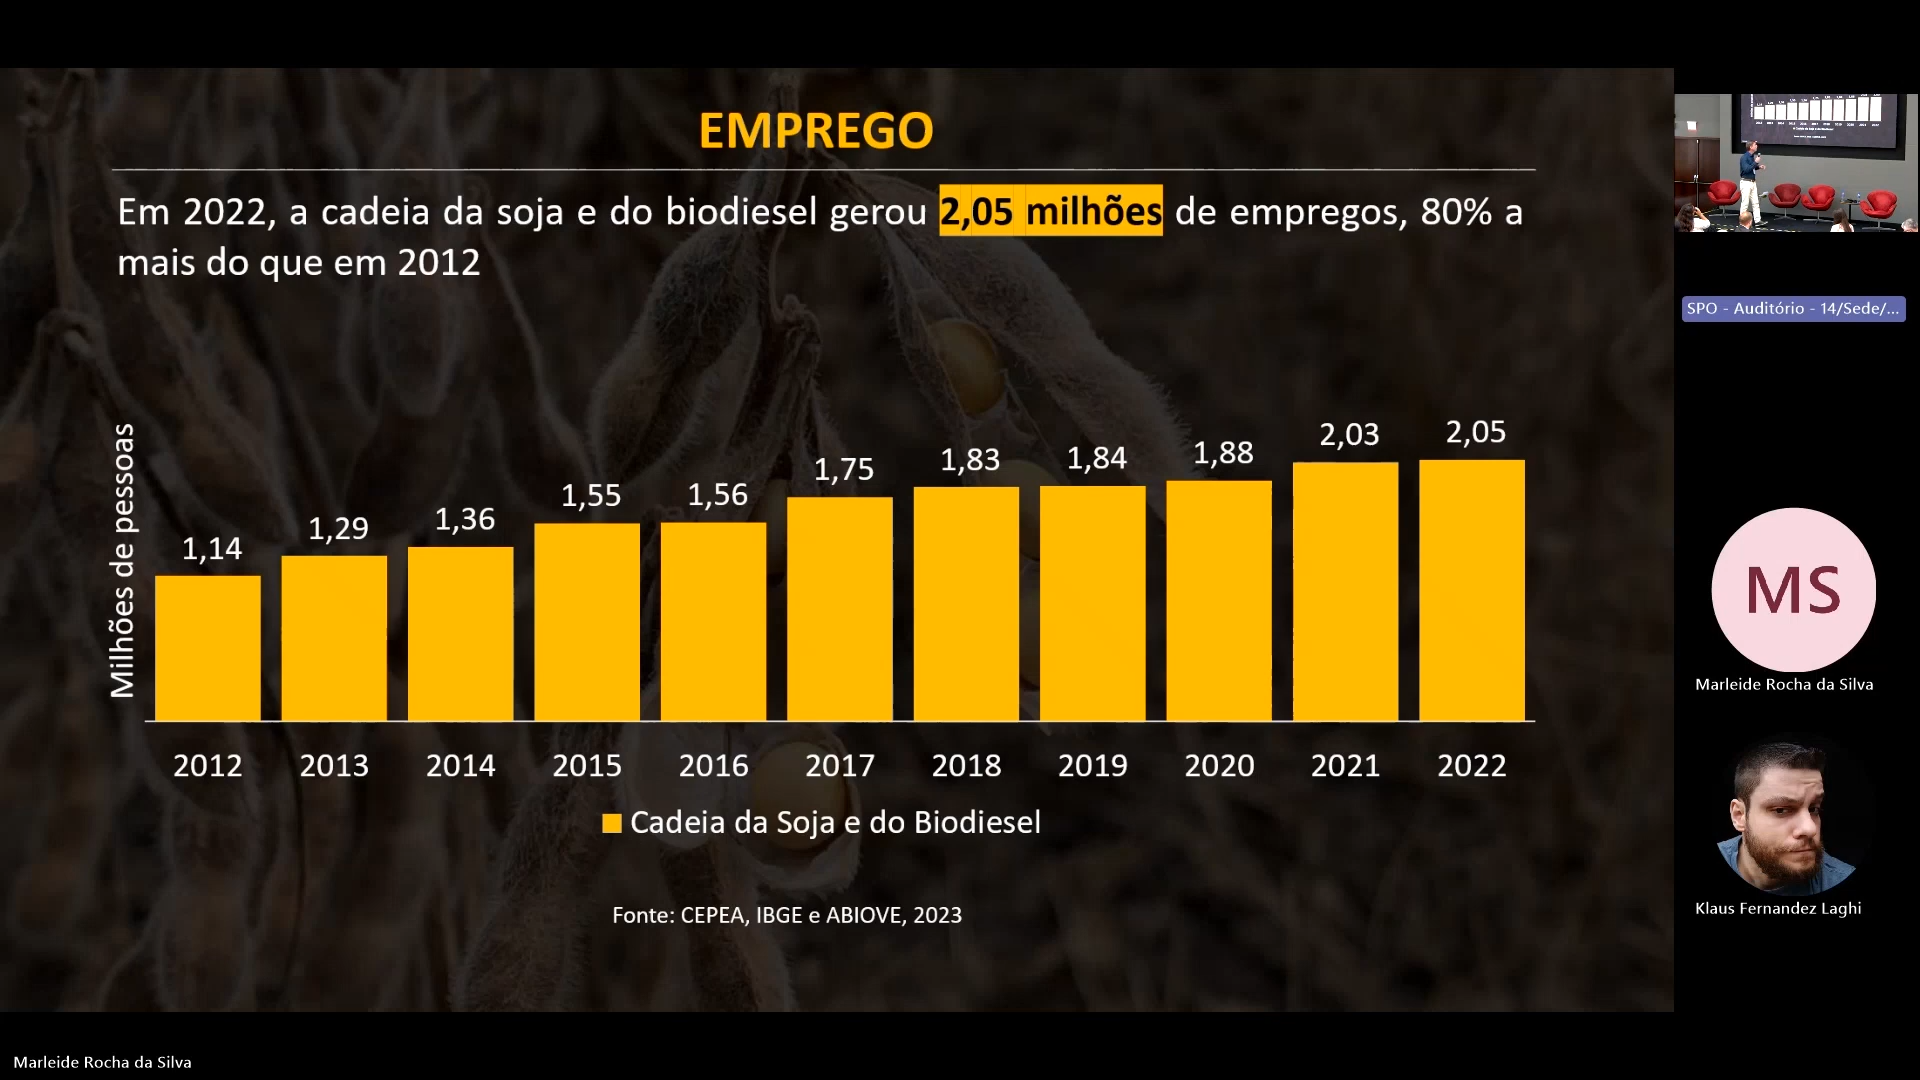 EMPREGO
Em 2022, a cadeia da soja e do biodiesel gerou 2,05 milhões de empregos, 80% a
mais do que em 2012
Milhões de pessoas
1,14
1,29
1,36
1,55
1,56
1,75
1,83
1,84
1,88
2,03
2,05
2012
2013
2014
2015
2016
2017
2018
2019
2020
2021
2022
Cadeia da Soja e do Biodiesel
Fonte: CEPEA, IBGE e ABIOVE, 2023
SPO - Auditório - 14/Sede/...
MS
Marleide Rocha da Silva
Klaus Fernandez Laghi
Marleide Rocha da Silva